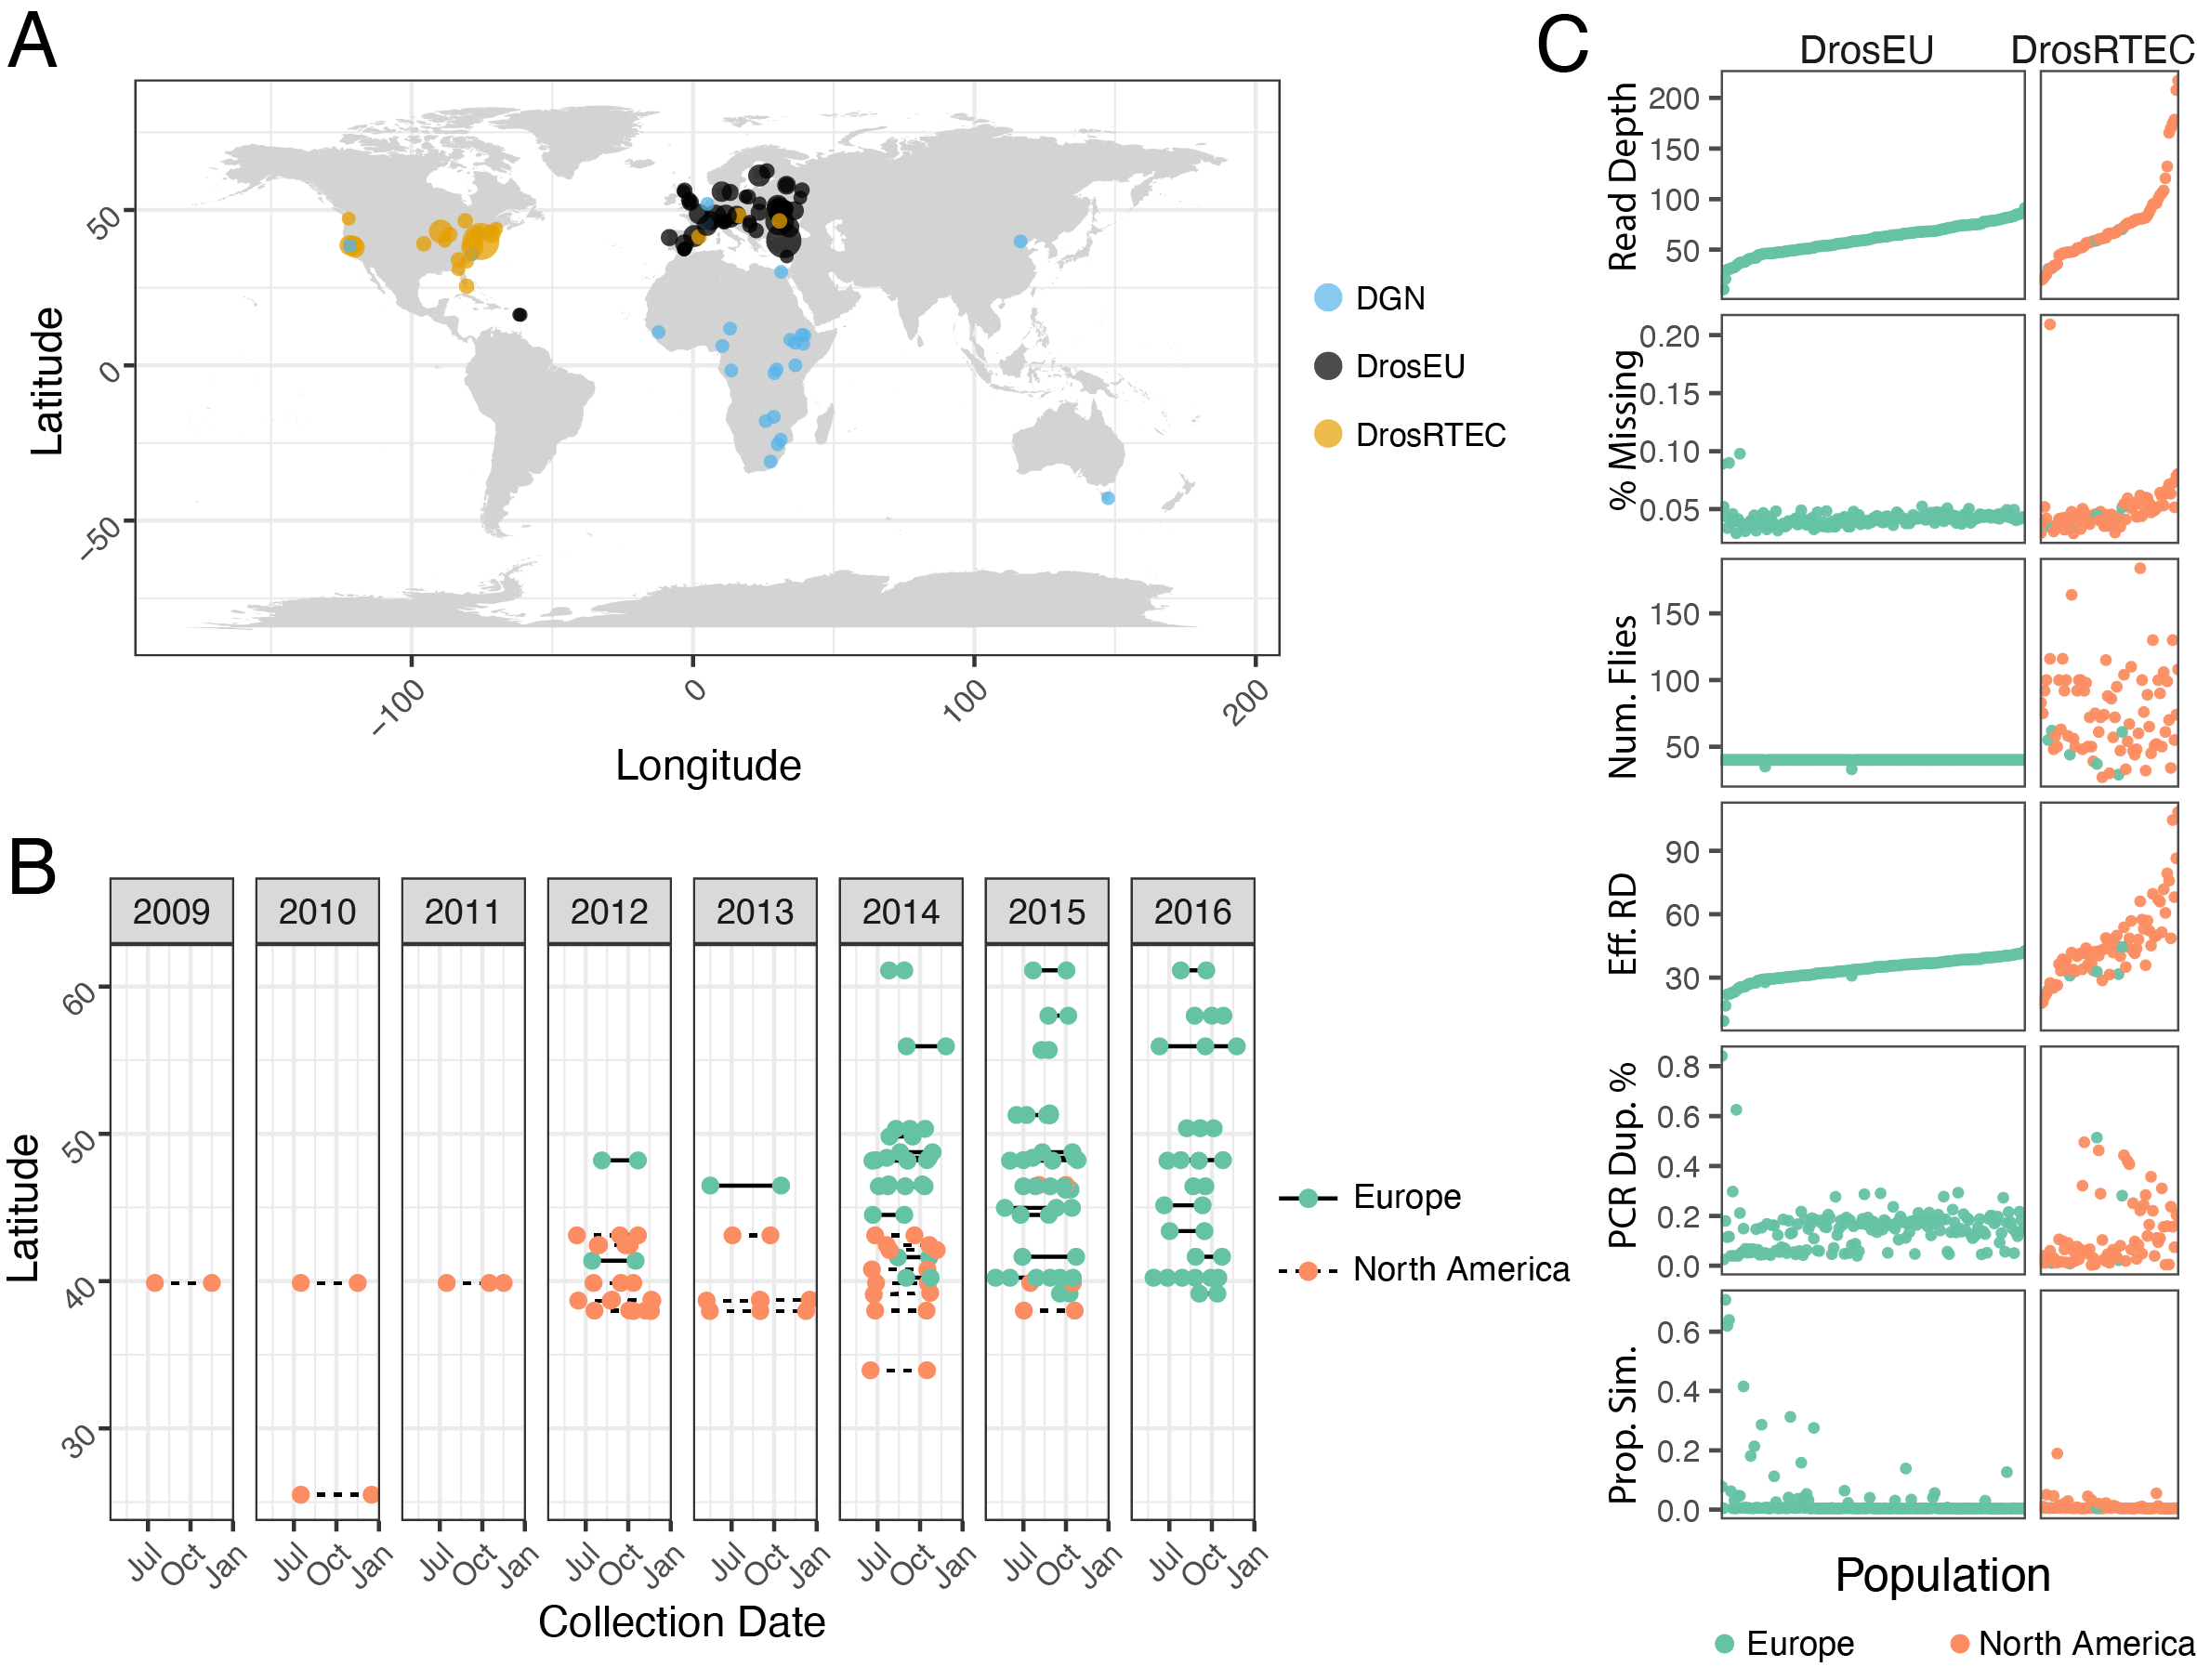 A
50
0
−50
Latitude
−100
0
100
200
Longitude
DGN
DrosEU
DrosRTEC
B
2009
2010
2011
2012
2013
2014
2015
2016
60
50
40
30
Latitude
Jul Oct Jan
Jul Oct Jan
Jul Oct Jan
Jul Oct Jan
Jul Oct Jan
Jul Oct Jan
Jul Oct Jan
Jul Oct Jan
Collection Date
Europe
North America
C
DrosEU
DrosRTEC
Read Depth
200
150
100
50
% Missing
0.20
0.15
0.10
0.05
Num. Flies
150
100
50
Eff. RD
90
60
30
PCR Dup. %
0.8
0.6
0.4
0.2
0.0
Prop. Sim.
0.6
0.4
0.2
0.0
Population
Europe
North America